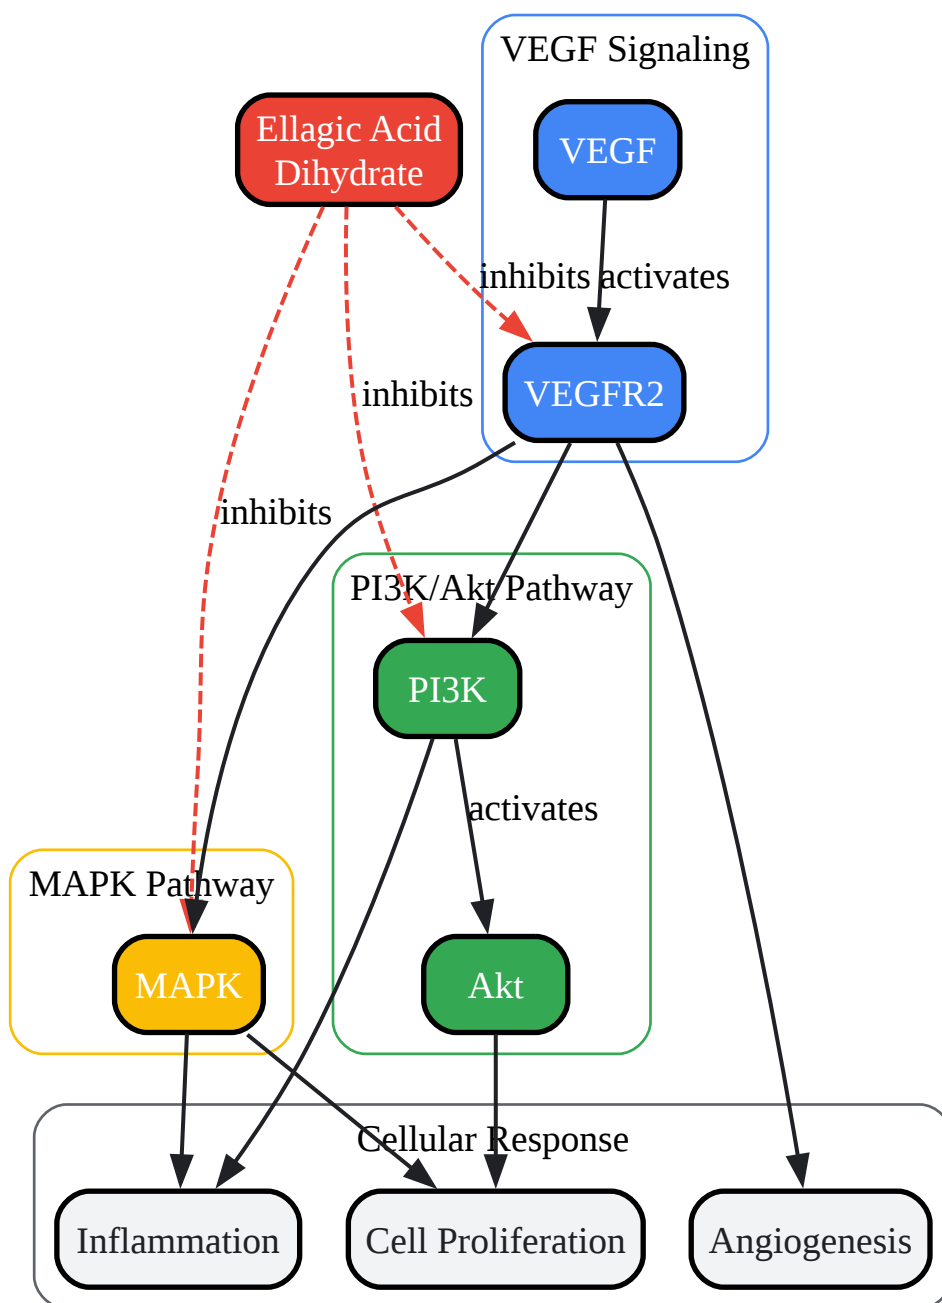 VEGF Signaling
Ellagic Acid
Dihydrate
VEGF
inhibits
activates
VEGFR2
inhibits
inhibits
PI3K/Akt Pathway
PI3K
activates
MAPK Pathway
MAPK
Akt
Cellular Response
Inflammation
Cell Proliferation
Angiogenesis